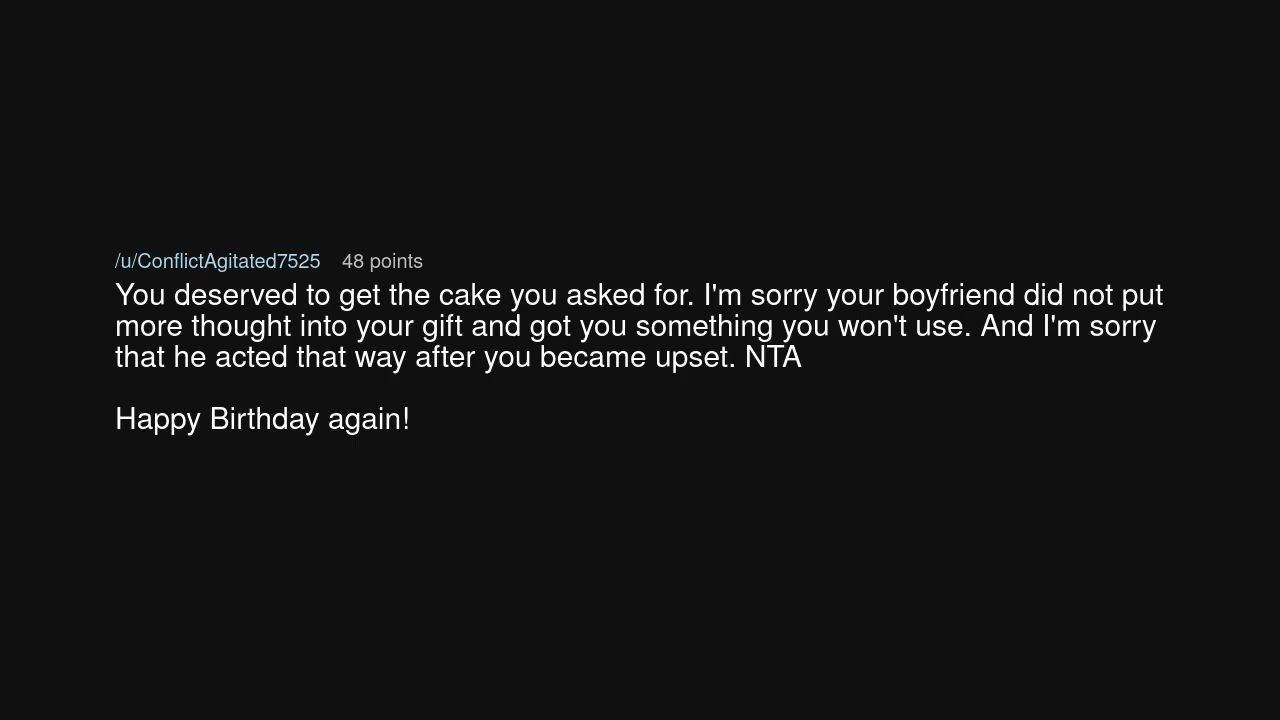 /u/ConflictAgitated7525 48 points
You deserved to get the cake you asked for. I'm sorry your boyfriend did not put
more thought into your gift and got you something you won't use. And I'm sorry
that he acted that way after you became upset. NTA
Happy Birthday again!